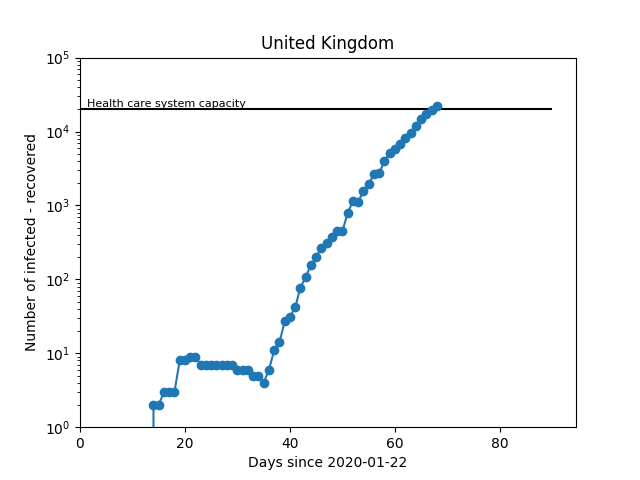 United Kingdom
Number of infected - recovered
10^5
10^4
10^3
10^2
10^1
10^0
Health care system capacity
0 20 40 60 80
Days since 2020-01-22